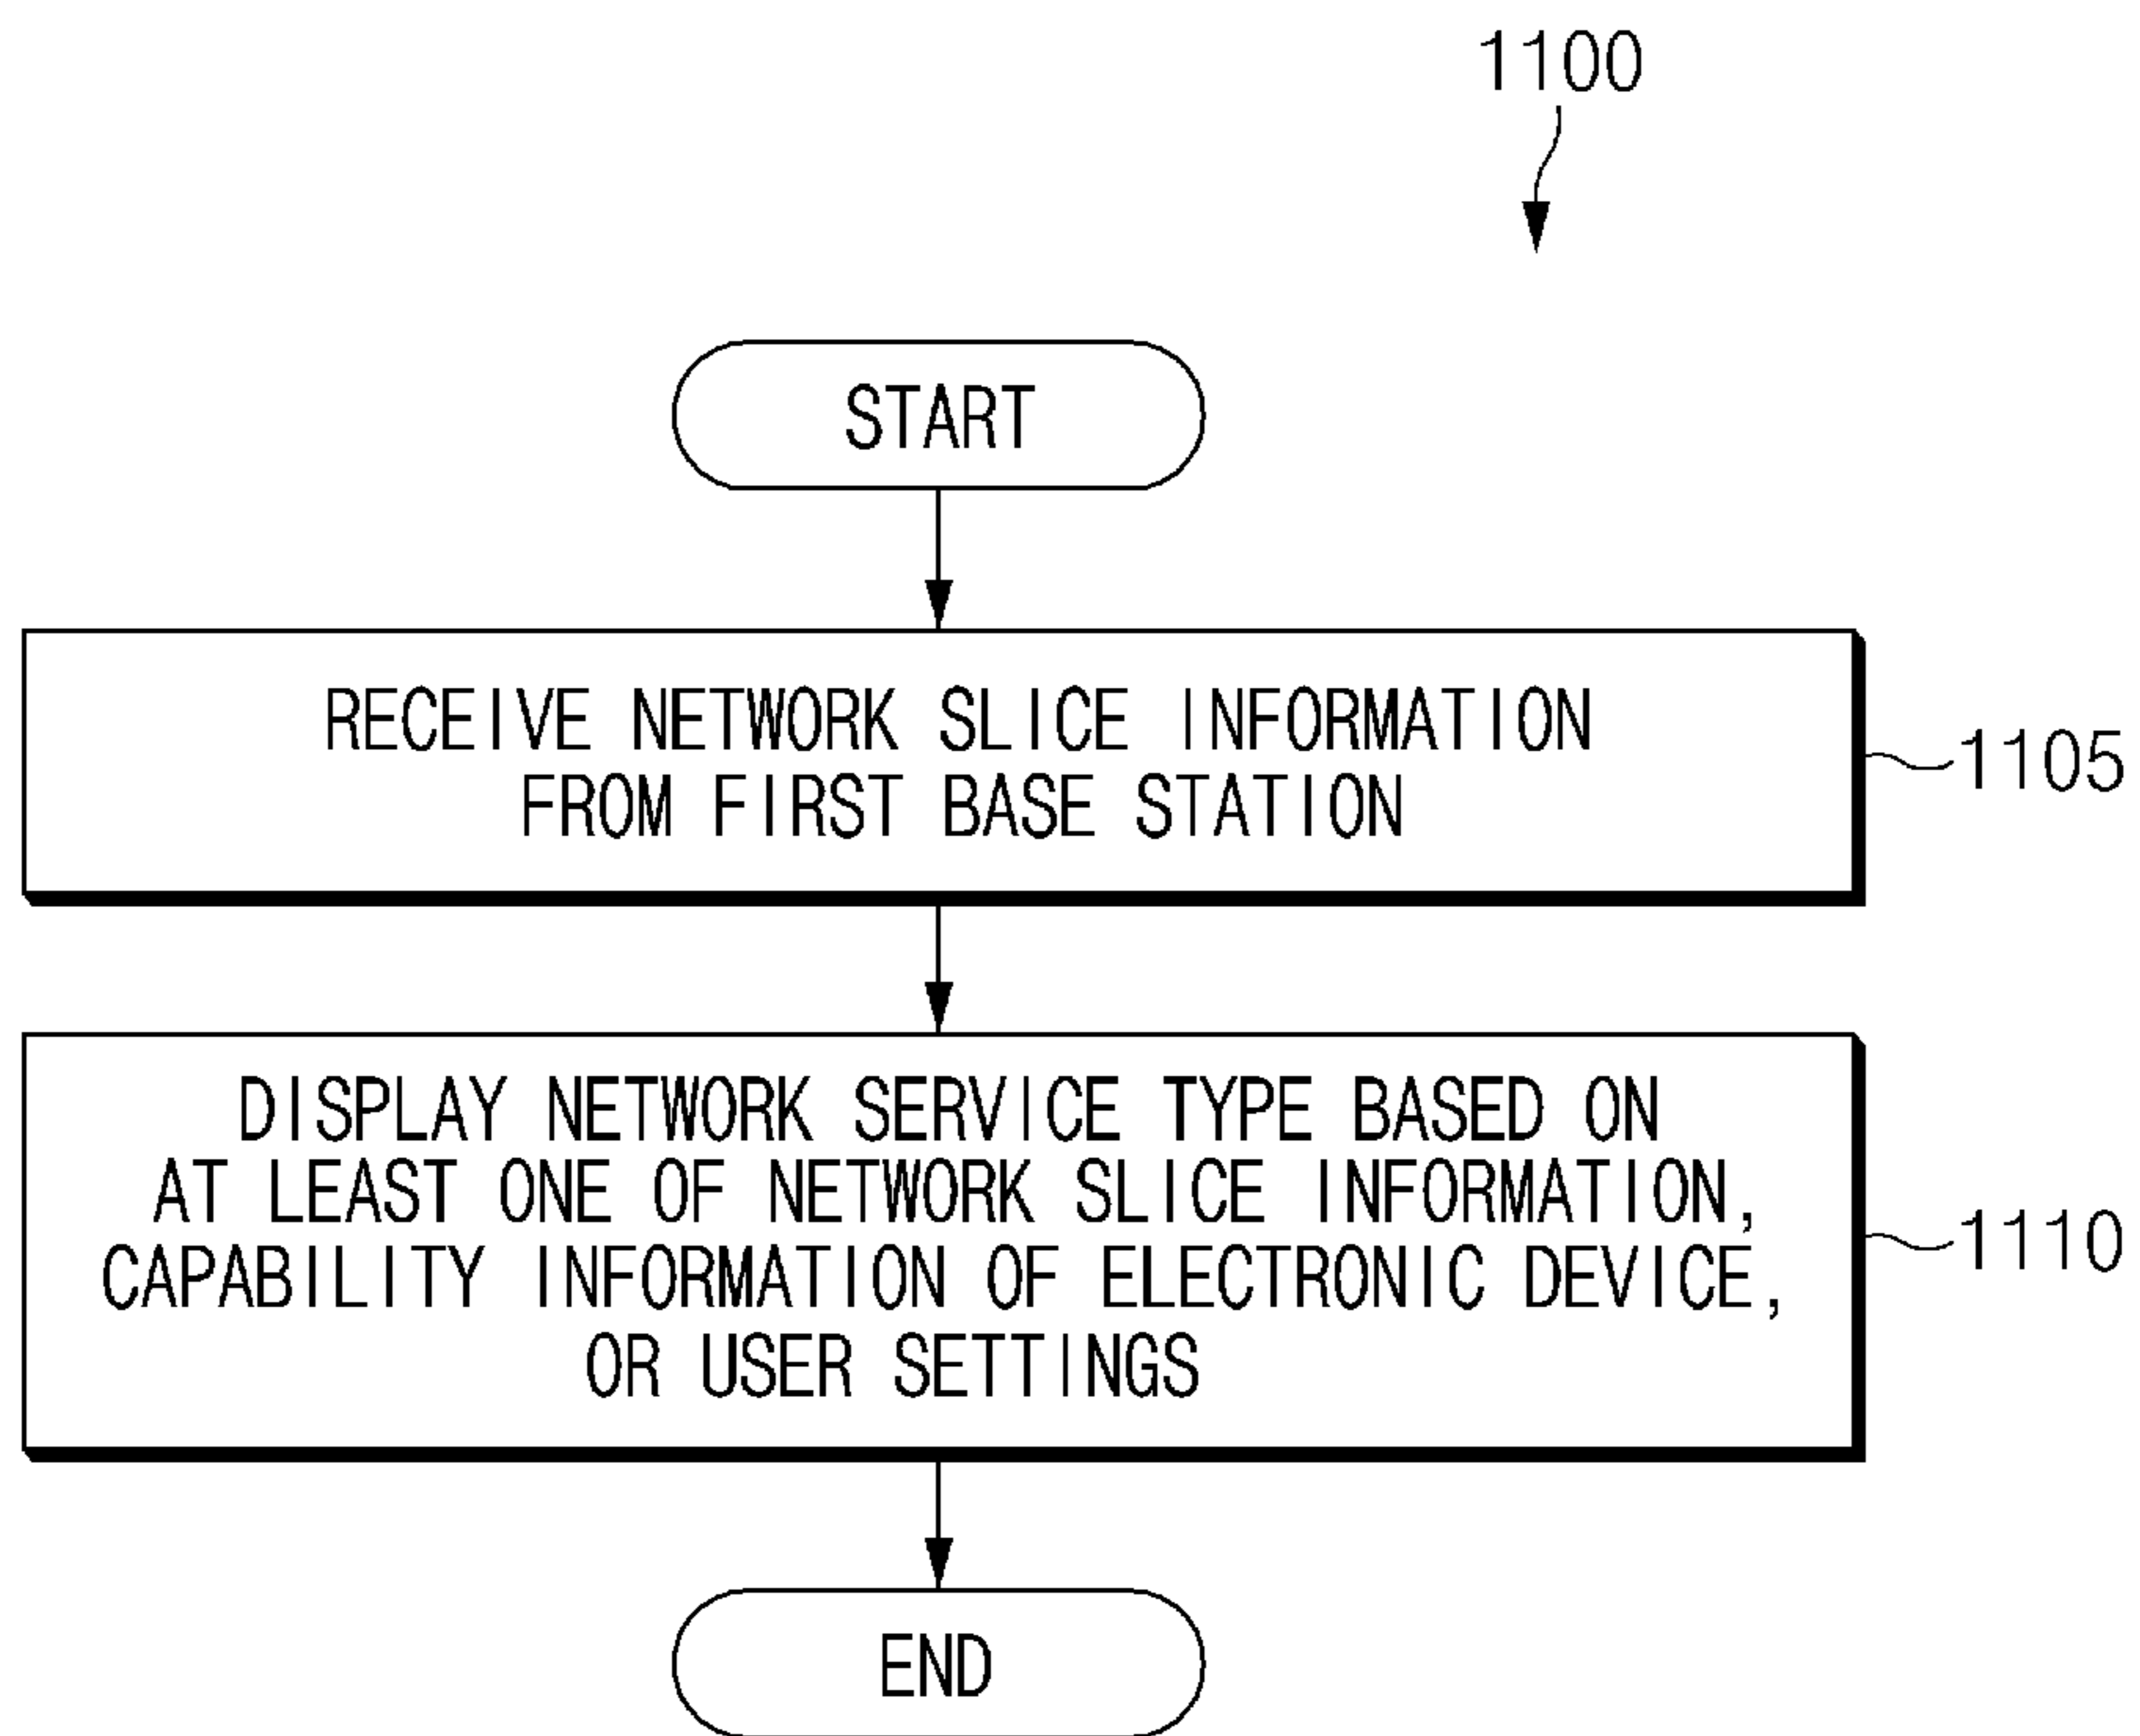 1100
START
RECEIVE NETWORK SLICE INFORMATION
FROM FIRST BASE STATION
1105
DISPLAY NETWORK SERVICE TYPE BASED ON
AT LEAST ONE OF NETWORK SLICE INFORMATION,
CAPABILITY INFORMATION OF ELECTRONIC DEVICE,
OR USER SETTINGS
1110
END